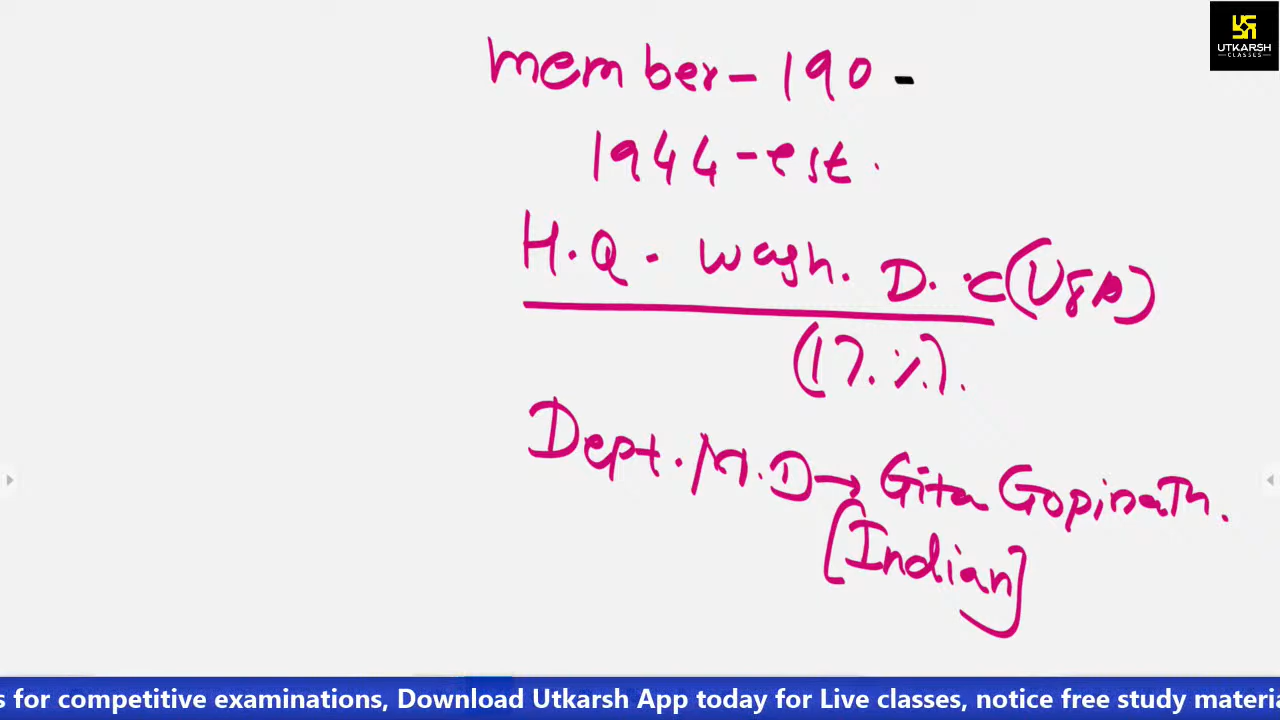 UTKARSH
CLASSES
member - 190 -
1944 - est.
H.Q. Wash. D.C (USA)
(17.%).
Dept. M.D → Gita Gopinath.
[Indian]
s for competitive examinations, Download Utkarsh App today for Live classes, notice free study materia